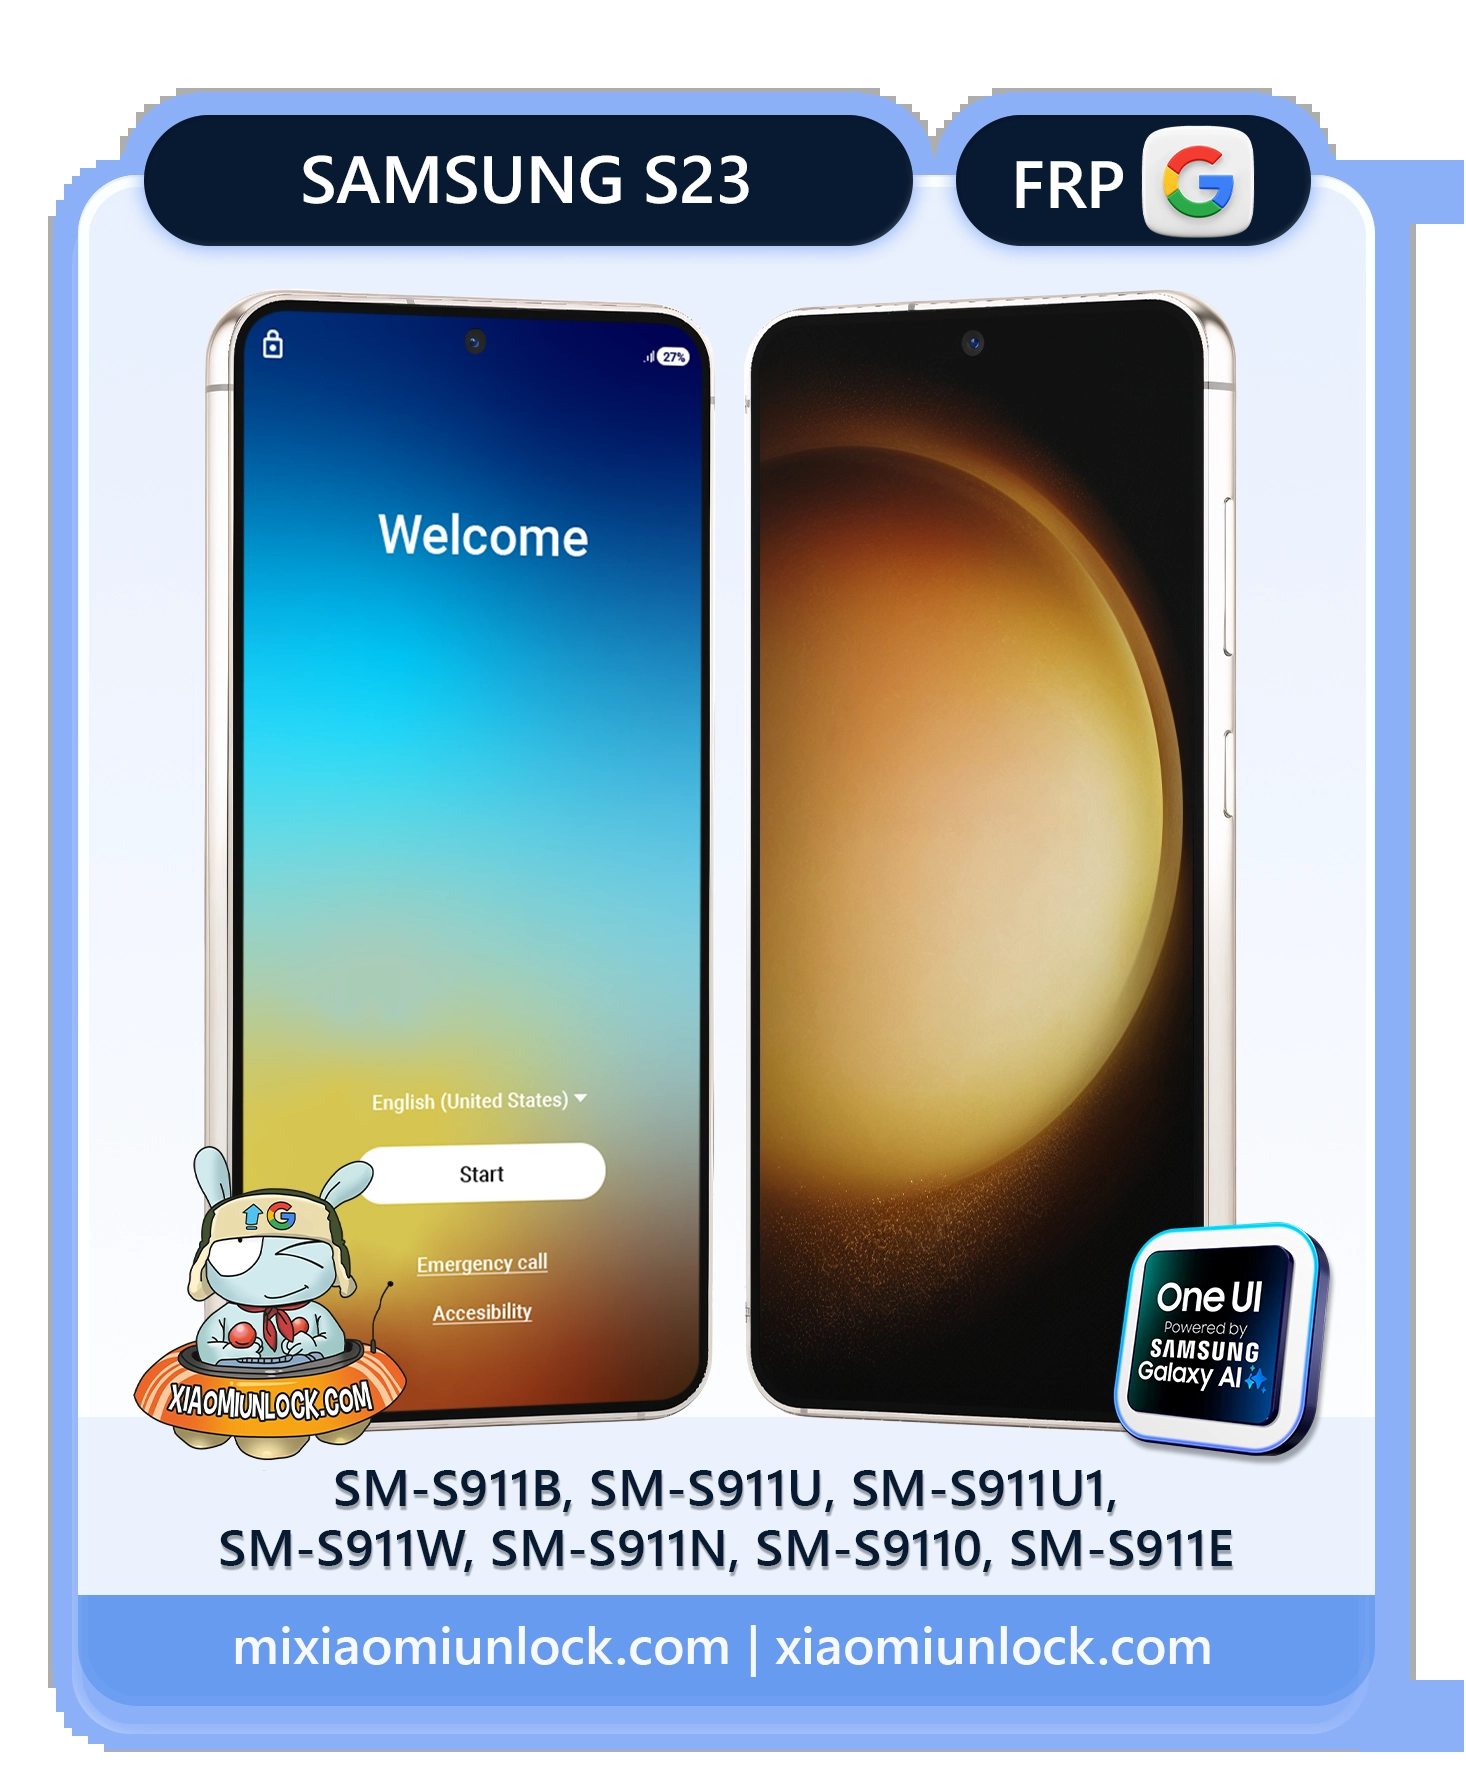 SAMSUNG S23
FRP G
27%
Welcome
English (United States)
Start
Emergency call
Accesibility
G
XIAOMIUNLOCK.COM
One UI
Powered by
SAMSUNG
Galaxy AI
SM-S911B, SM-S911U, SM-S911U1,
SM-S911W, SM-S911N, SM-S9110, SM-S911E
mixiaomiunlock.com | xiaomiunlock.com